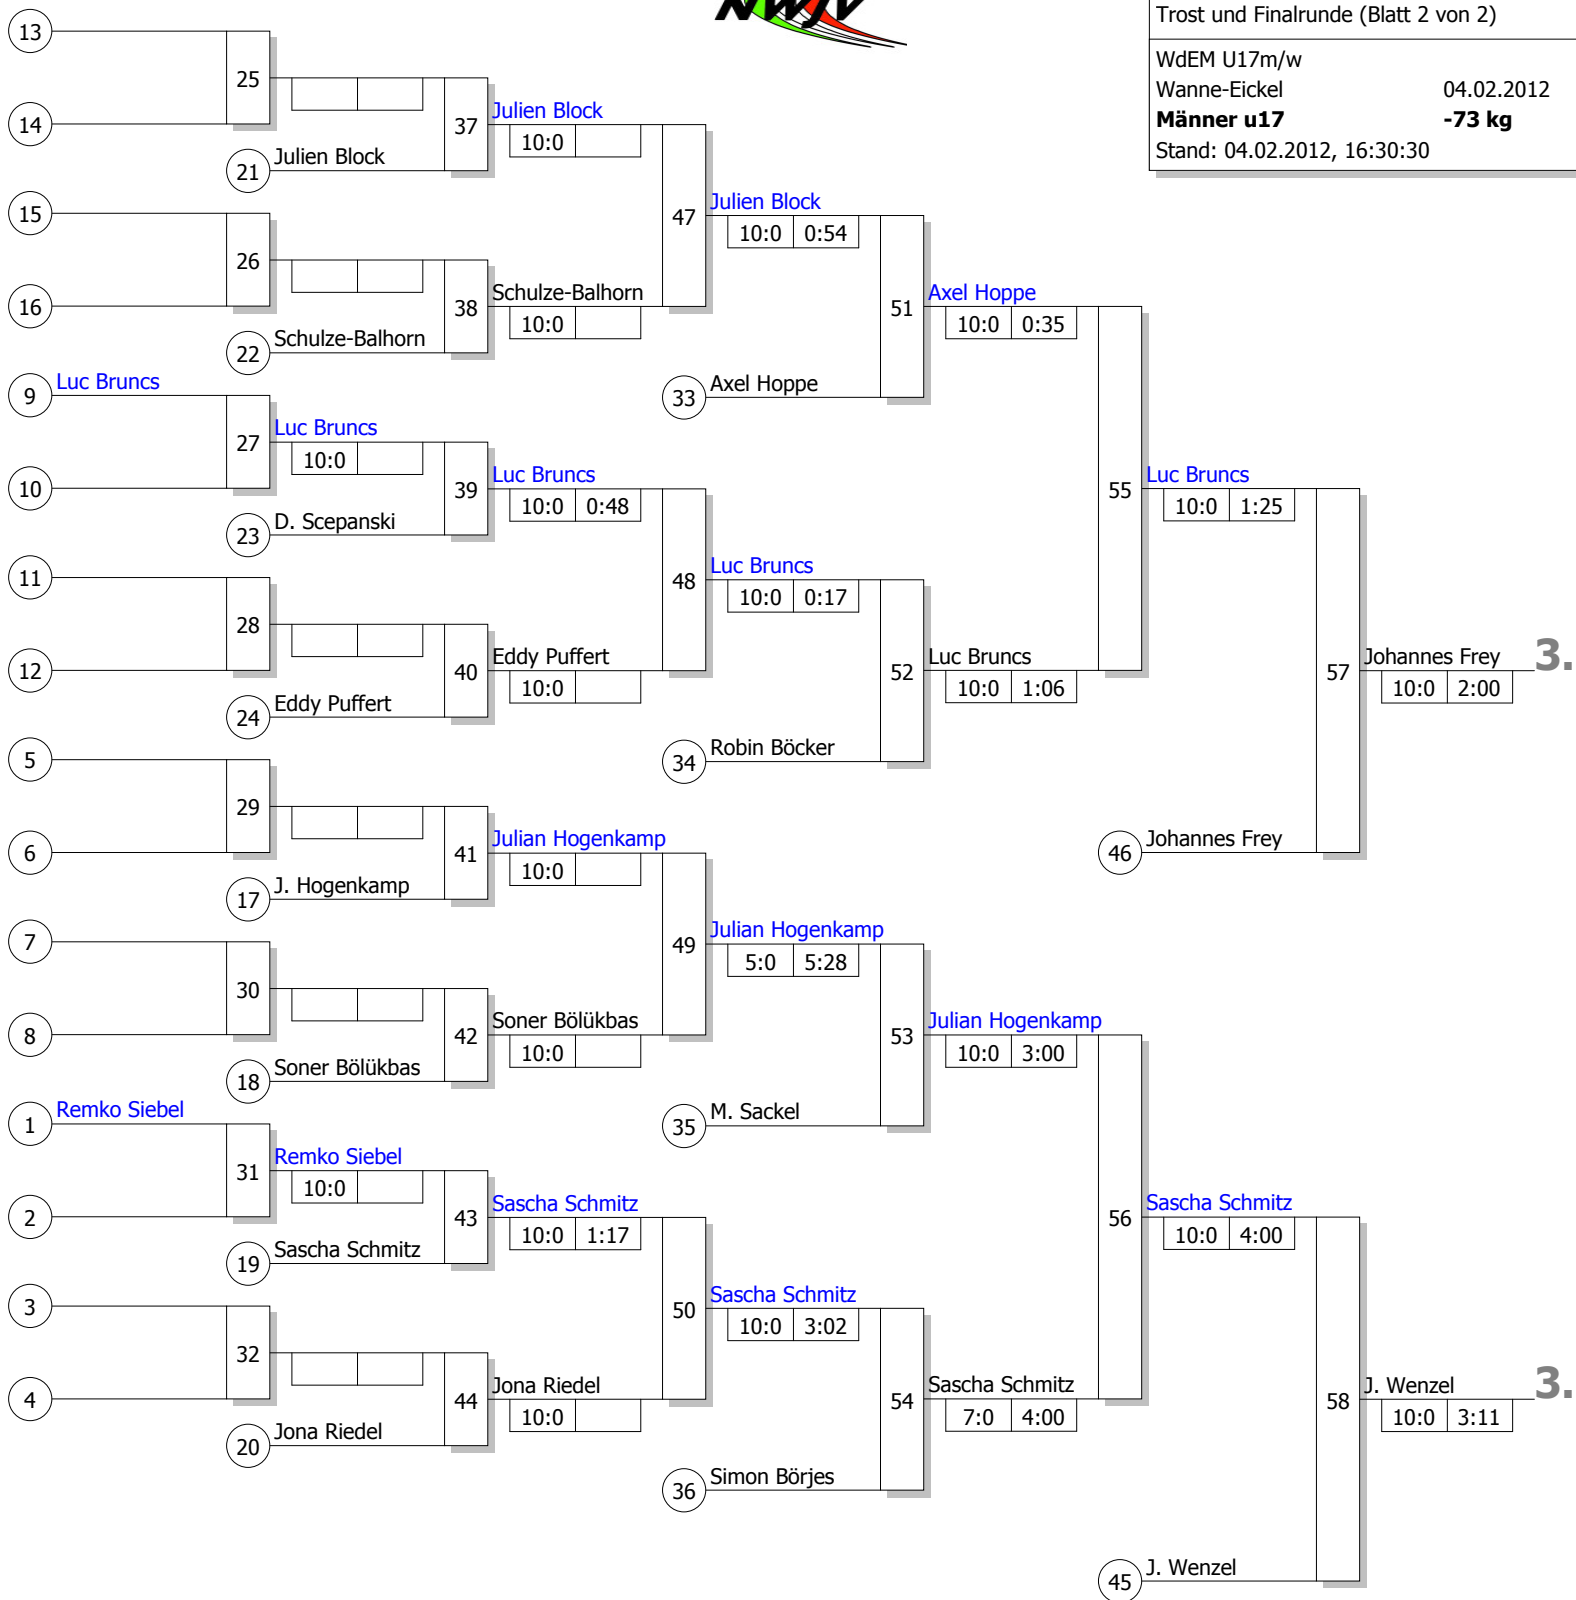 NWJV
Trost und Finalrunde (Blatt 2 von 2)
WdEM U17m/w
Wanne-Eickel 04.02.2012
Männer u17 -73 kg
Stand: 04.02.2012, 16:30:30
13
25
14
37
Julien Block
10:0
21
Julien Block
15
47
Julien Block
10:0 0:54
26
16
38
Schulze-Balhorn
10:0
22
Schulze-Balhorn
51
Axel Hoppe
10:0 0:35
33
Axel Hoppe
9
Luc Bruncs
27
Luc Bruncs
10:0
10
39
Luc Bruncs
10:0 0:48
23
D. Scepanski
55
Luc Bruncs
10:0 1:25
11
48
Luc Bruncs
10:0 0:17
28
12
40
Eddy Puffert
10:0
24
Eddy Puffert
52
Luc Bruncs
10:0 1:06
34
Robin Böcker
57
Johannes Frey
3.
10:0 2:00
5
29
6
41
Julian Hogenkamp
10:0
17
J. Hogenkamp
46
Johannes Frey
7
49
Julian Hogenkamp
5:0 5:28
30
8
42
Soner Bölükbas
10:0
18
Soner Bölükbas
53
Julian Hogenkamp
10:0 3:00
35
M. Sackel
1
Remko Siebel
31
Remko Siebel
10:0
2
43
Sascha Schmitz
10:0 1:17
19
Sascha Schmitz
56
Sascha Schmitz
10:0 4:00
3
50
Sascha Schmitz
10:0 3:02
32
4
44
Jona Riedel
10:0
20
Jona Riedel
54
Sascha Schmitz
7:0 4:00
36
Simon Börjes
58
J. Wenzel
3.
10:0 3:11
45
J. Wenzel